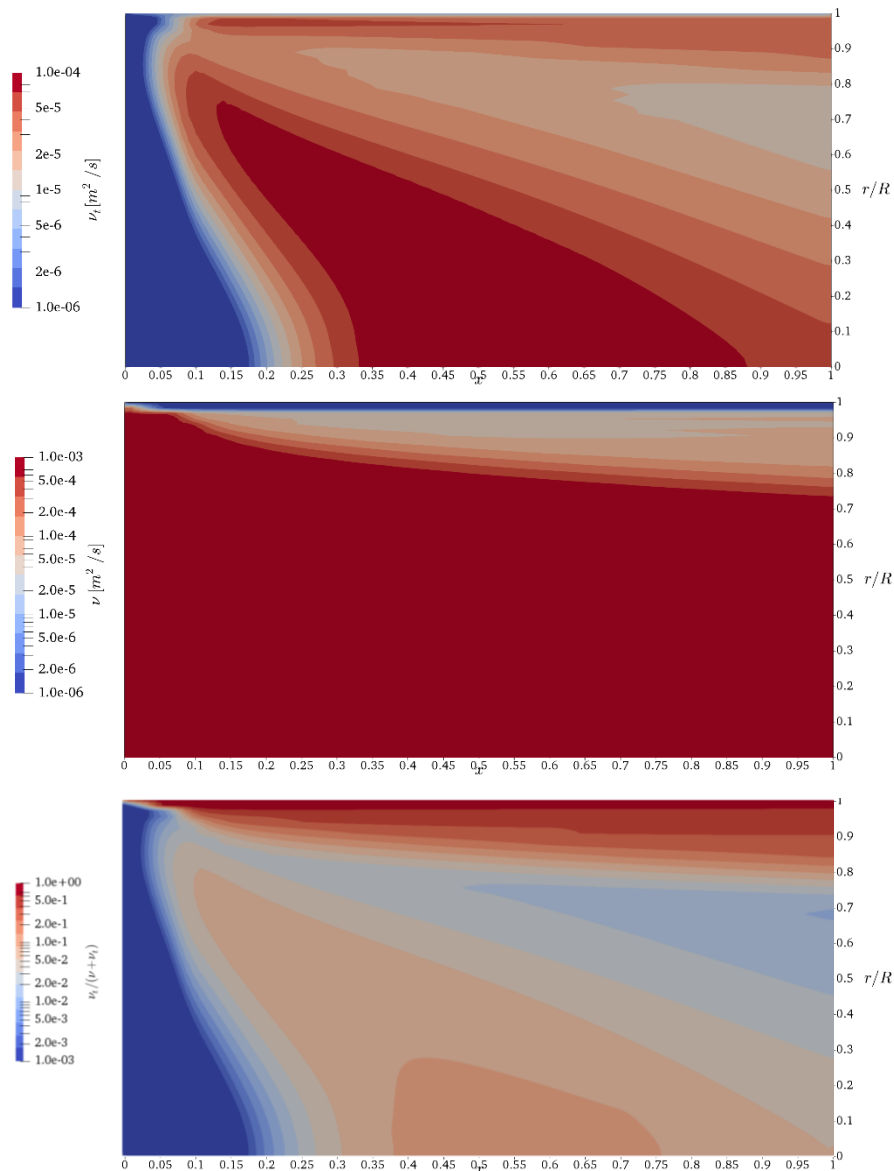 1.0e-04
5e-5
2e-5
1e-5
5e-6
2e-6
1.0e-06
ν_t [m² /s]
1
0.9
0.8
0.7
0.6
0.5
0.4
0.3
0.2
0.1
0
r/R
0 0.05 0.1 0.15 0.2 0.25 0.3 0.35 0.4 0.45 0.5 0.55 0.6 0.65 0.7 0.75 0.8 0.85 0.9 0.95 1
x
1.0e-03
5.0e-4
2.0e-4
1.0e-4
5.0e-5
2.0e-5
1.0e-5
5.0e-6
2.0e-6
1.0e-06
ν [m² /s]
1
0.9
0.8
0.7
0.6
0.5
0.4
0.3
0.2
0.1
0
r/R
0 0.05 0.1 0.15 0.2 0.25 0.3 0.35 0.4 0.45 0.5 0.55 0.6 0.65 0.7 0.75 0.8 0.85 0.9 0.95 1
x
1.0e+00
5.0e-1
2.0e-1
1.0e-1
5.0e-2
2.0e-2
1.0e-2
5.0e-3
2.0e-3
1.0e-03
ν_t/(ν+ν_t)
1
0.9
0.8
0.7
0.6
0.5
0.4
0.3
0.2
0.1
0
r/R
0 0.05 0.1 0.15 0.2 0.25 0.3 0.35 0.4 0.45 0.5 0.55 0.6 0.65 0.7 0.75 0.8 0.85 0.9 0.95 1